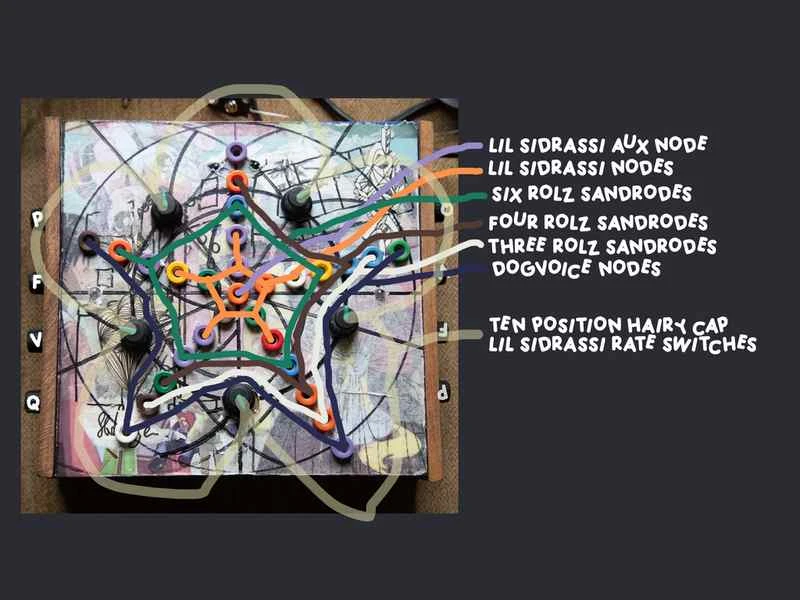 LIL SIDRASSI AUX NODE
LIL SIDRASSI NODES
SIX ROLZ SANDRODES
FOUR ROLZ SANDRODES
THREE ROLZ SANDRODES
DOGVOICE NODES
TEN POSITION HAIRY CAP
LIL SIDRASSI RATE SWITCHES
P
F
V
Q